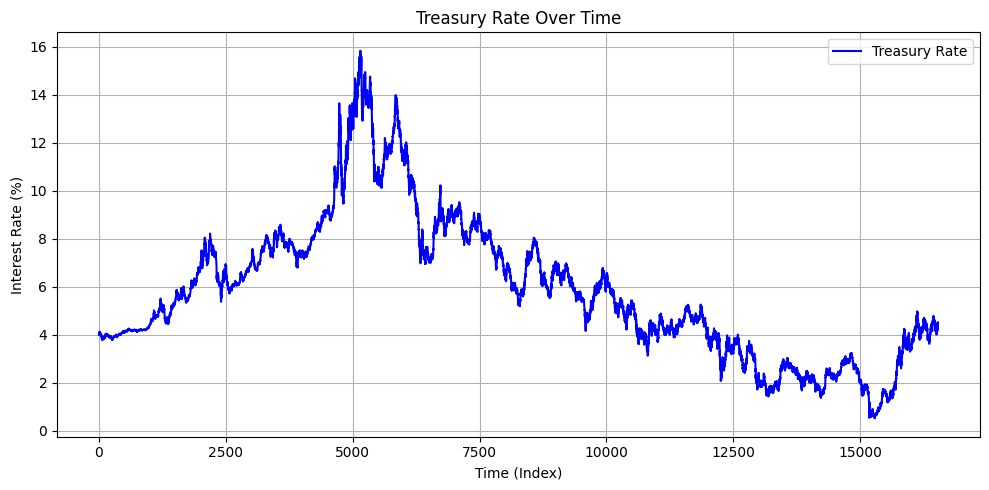 Treasury Rate Over Time
Treasury Rate
Interest Rate (%)
16
14
12
10
8
6
4
2
0
0 2500 5000 7500 10000 12500 15000
Time (Index)